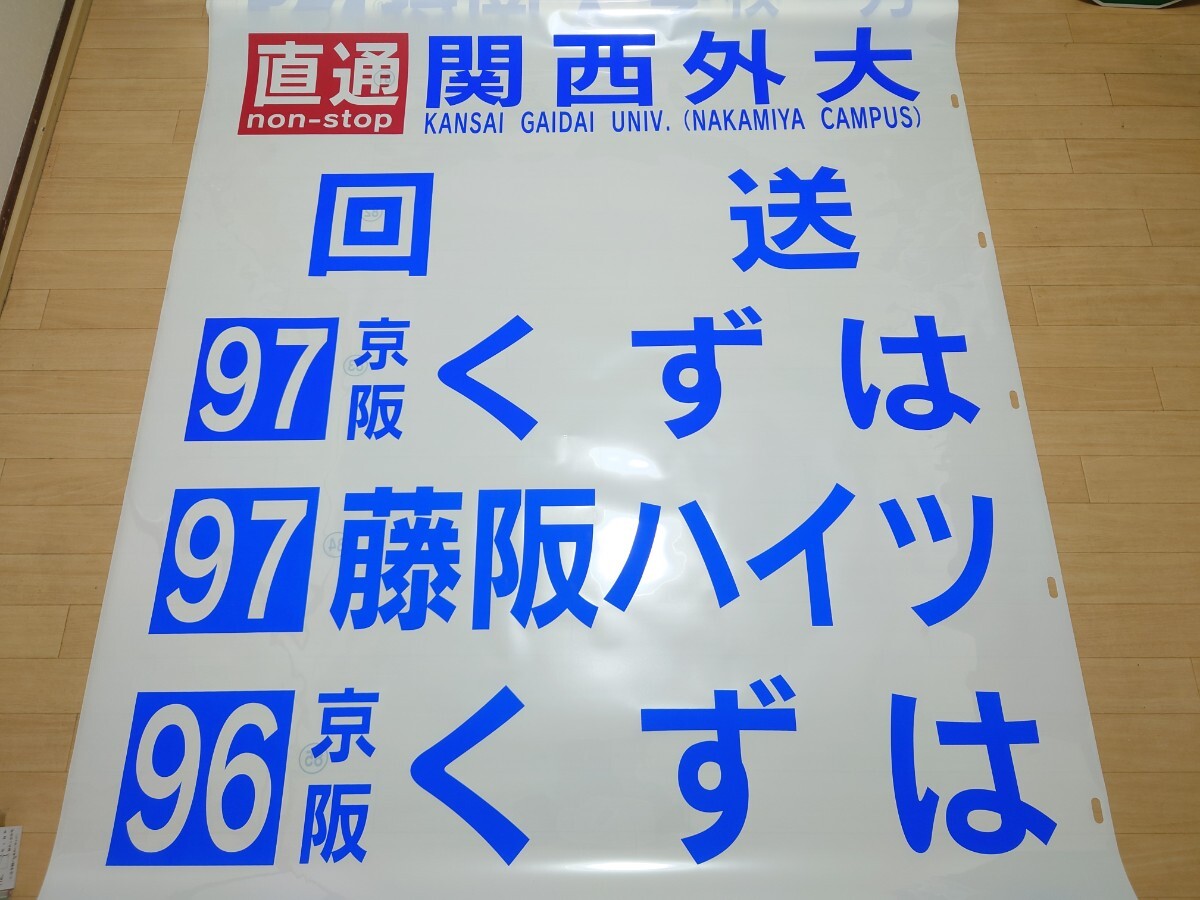 直通 関西外大
non-stop KANSAI GAIDAI UNIV. (NAKAMIYA CAMPUS)
回送
97 京阪 くずは
97 藤阪ハイツ
96 京阪 くずは